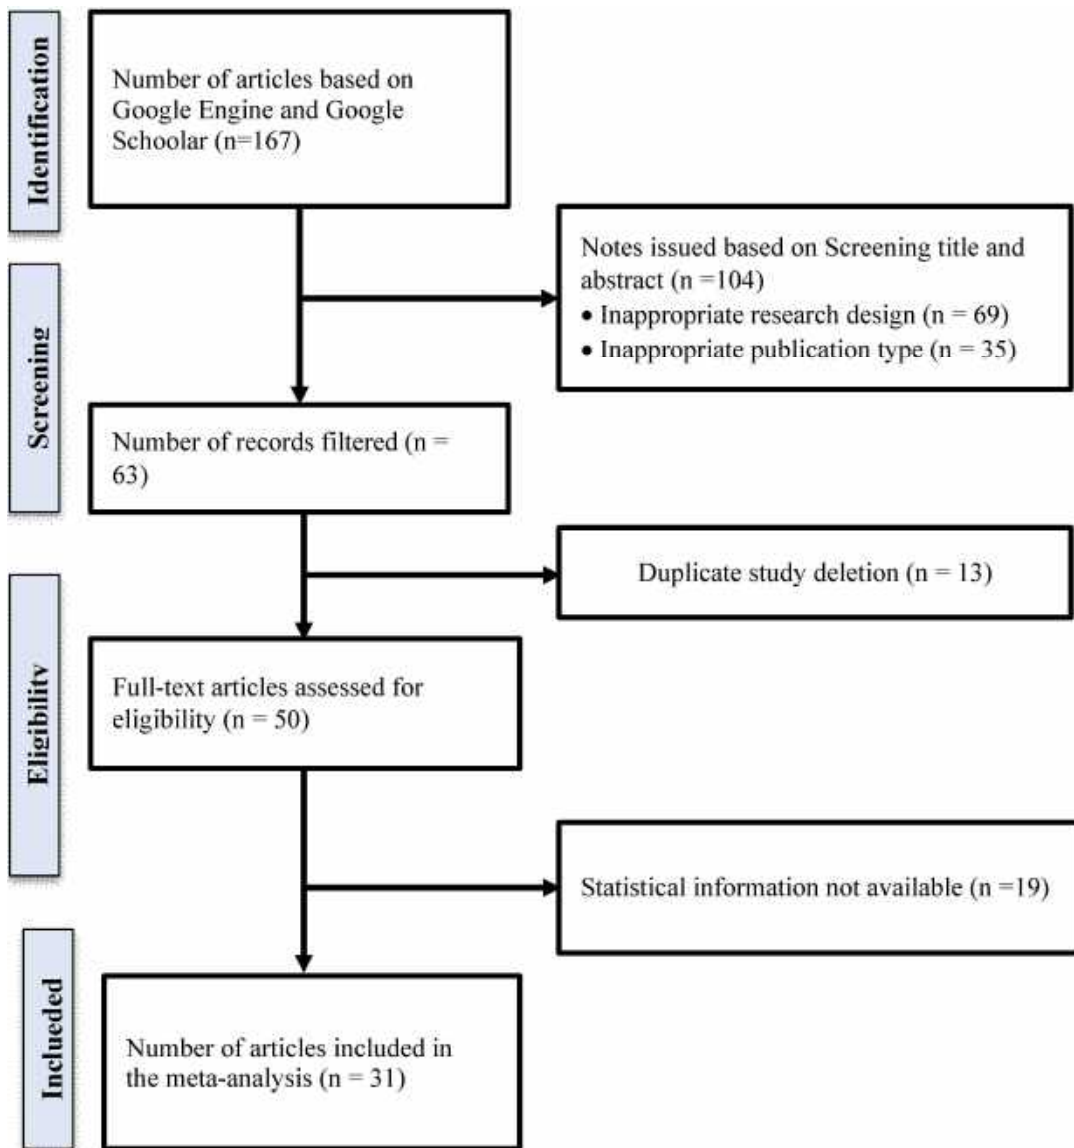 Identification
Number of articles based on
Google Engine and Google
Schoolar (n=167)
Notes issued based on Screening title and
abstract (n =104)
• Inappropriate research design (n = 69)
• Inappropriate publication type (n = 35)
Screening
Number of records filtered (n =
63)
Duplicate study deletion (n = 13)
Eligibility
Full-text articles assessed for
eligibility (n = 50)
Statistical information not available (n =19)
Inclueded
Number of articles included in
the meta-analysis (n = 31)